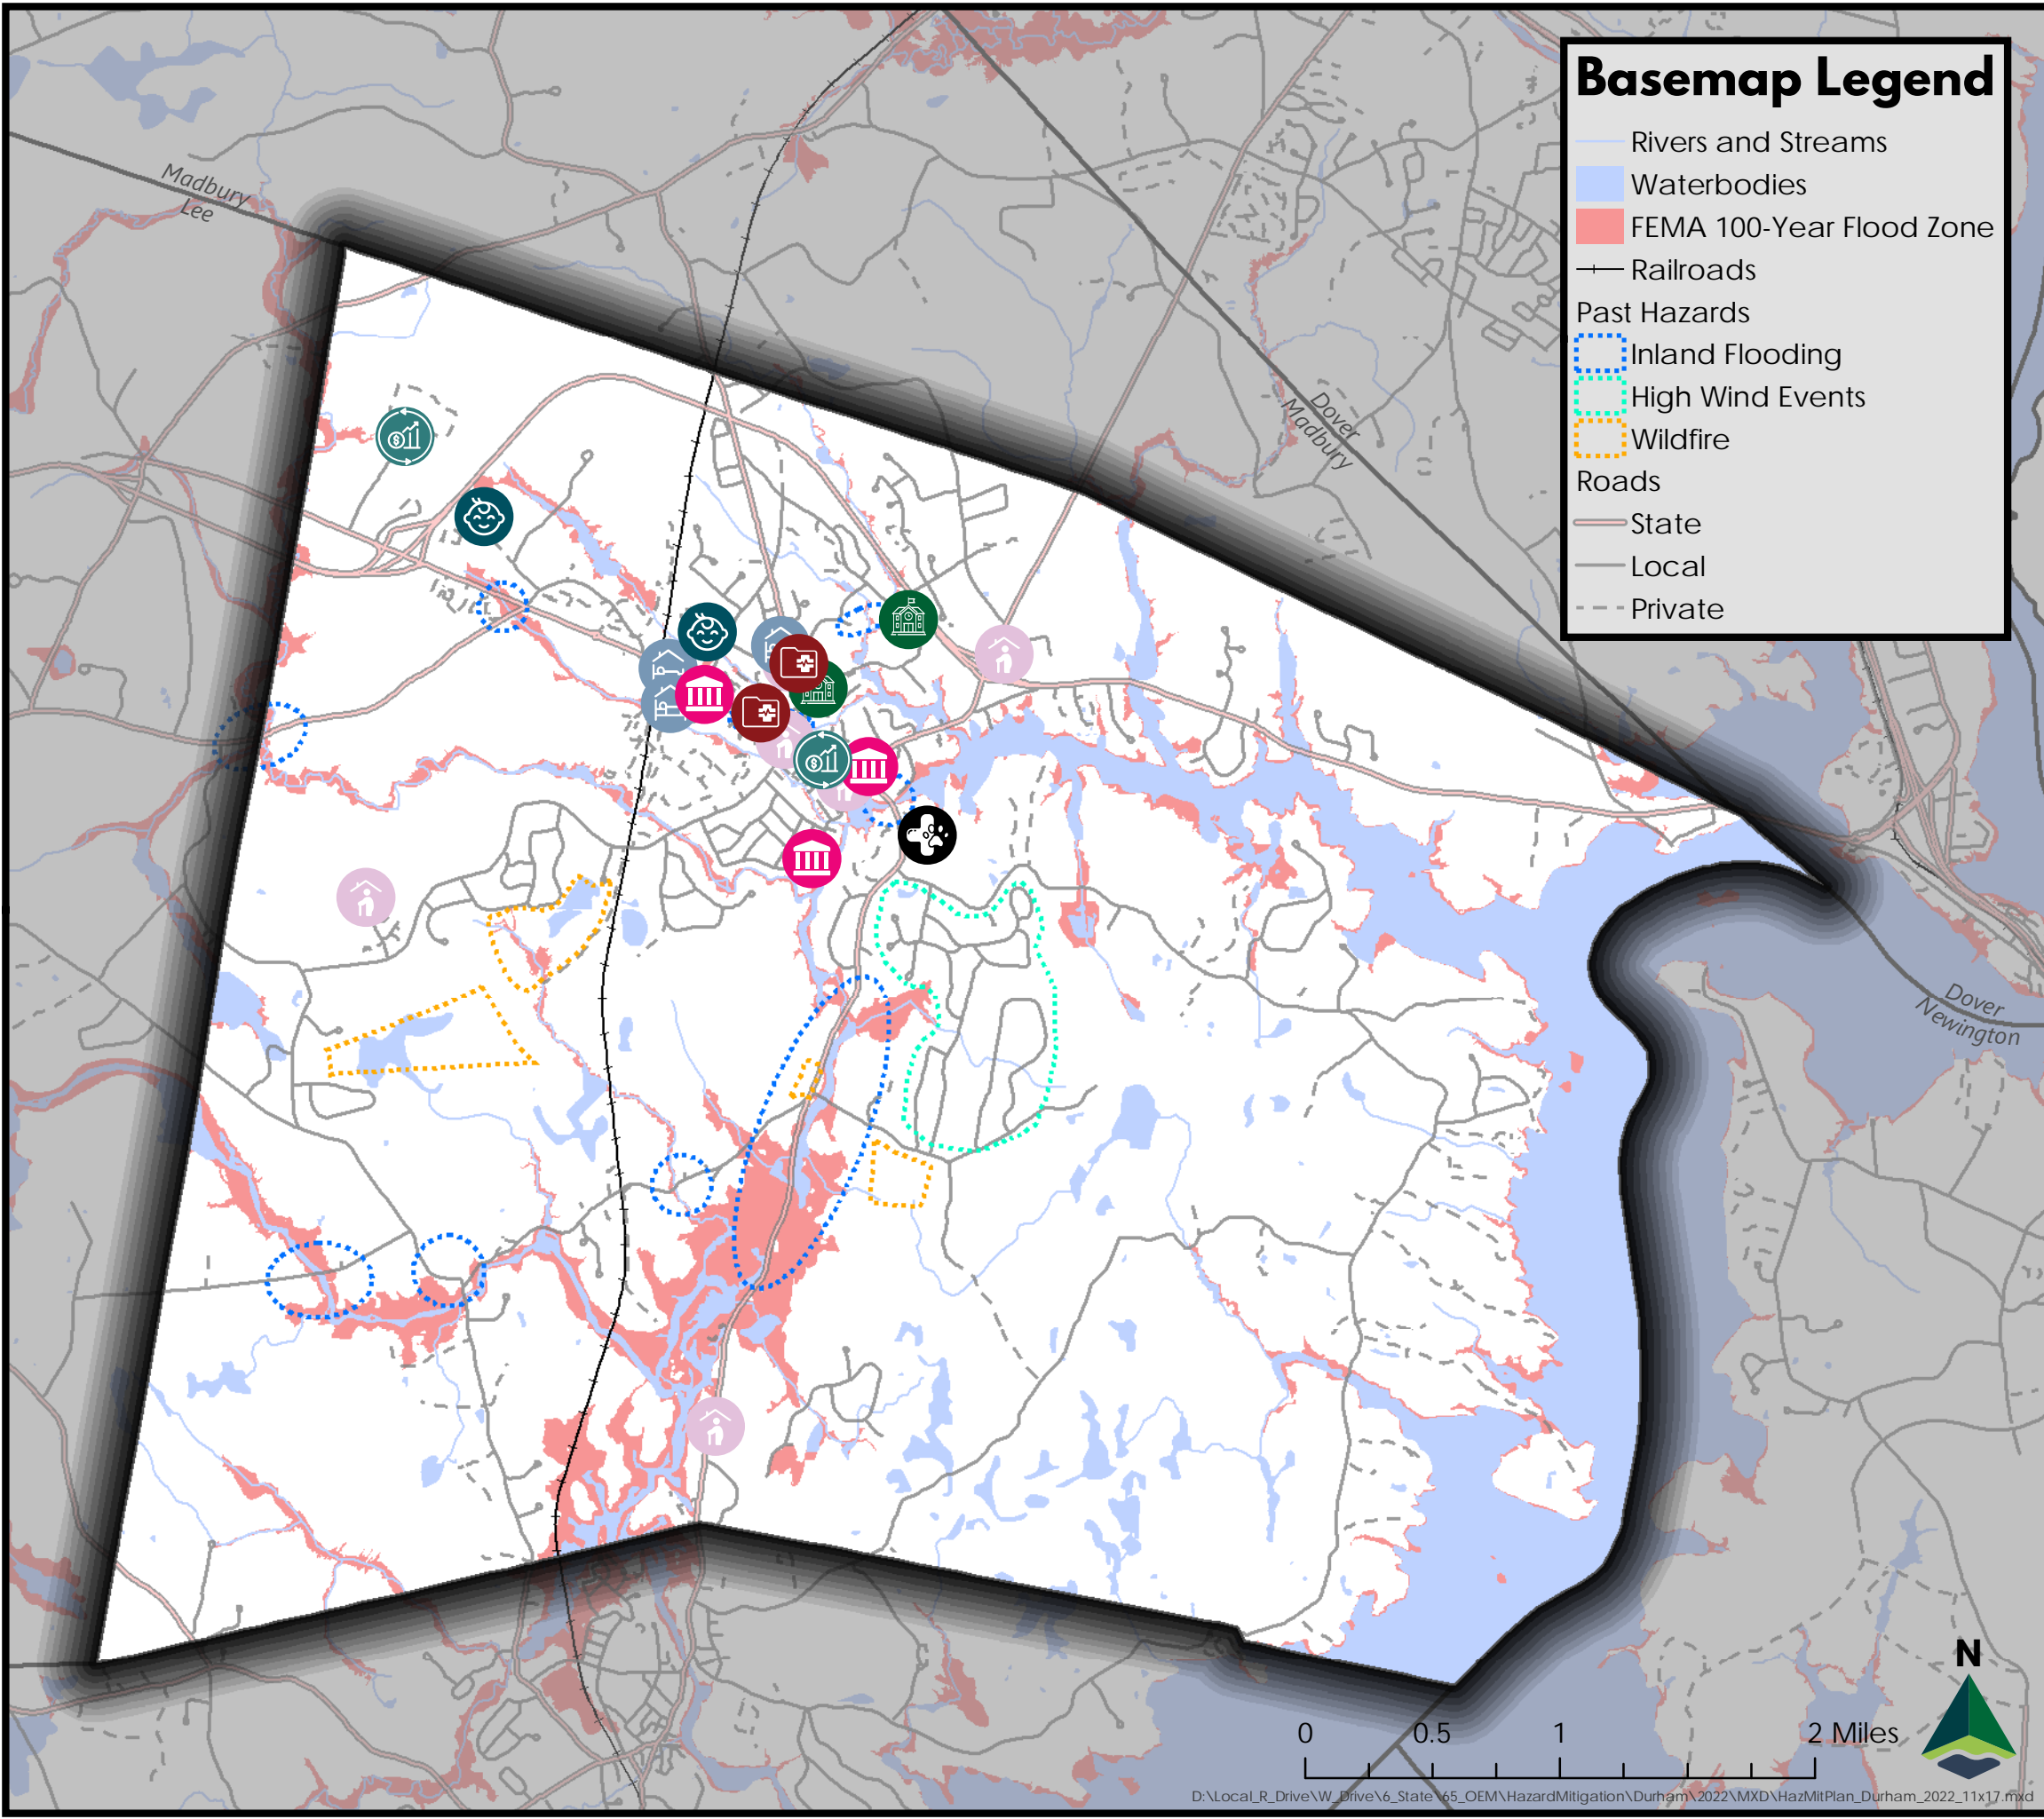 Basemap Legend
Rivers and Streams
Waterbodies
FEMA 100-Year Flood Zone
Railroads
Past Hazards
Inland Flooding
High Wind Events
Wildfire
Roads
State
Local
Private
Madbury
Lee
Dover
Madbury
Dover
Newington
N
0 0.5 1 2 Miles
D:\Local_R_Drive\W_Drive\6_State\65_OEM\HazardMitigation\Durham\2022\MXD\HazMitPlan_Durham_2022_11x17.mxd